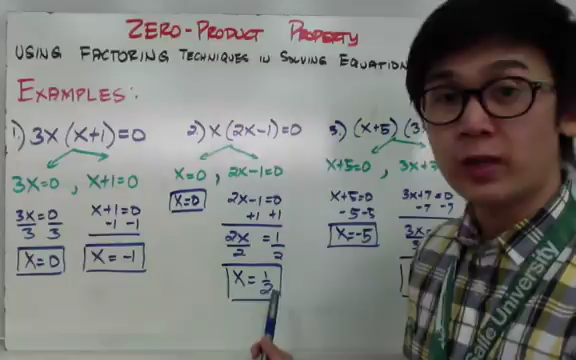 ZERO-PRODUCT PROPERTY
USING FACTORING TECHNIQUES IN SOLVING EQUATION
EXAMPLES:
1) 3X (X+1)=0
3X=0 , X+1=0
3X=0
3 3
X=0
X+1=0
-1 -1
X=-1
2) X(2X-1)=0
X=0 , 2X-1=0
X=0
2X-1=0
+1 +1
2X = 1
2 2
X= 1/2
3) (X+5) (3
X+5=0 , 3X+7
X+5=0
-5 -5
X=-5
3X+7=0
-7 -7
3X=
Salle University